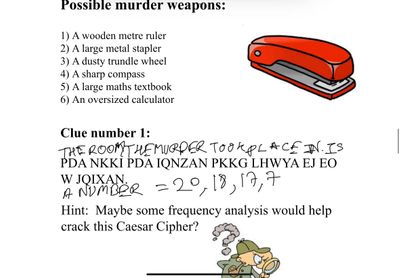 Possible murder weapons:
1) A wooden metre ruler
2) A large metal stapler
3) A dusty trundle wheel
4) A sharp compass
5) A large maths textbook
6) An oversized calculator
Clue number 1:
THE ROOM THE MURDER TOOK PLACE IN IS
PDA NKKI PDA IQNZAN PKKG LHWYA EJ EO
W JQIXAN.
A NUMBER = 20, 18, 17, 7
Hint: Maybe some frequency analysis would help
crack this Caesar Cipher?